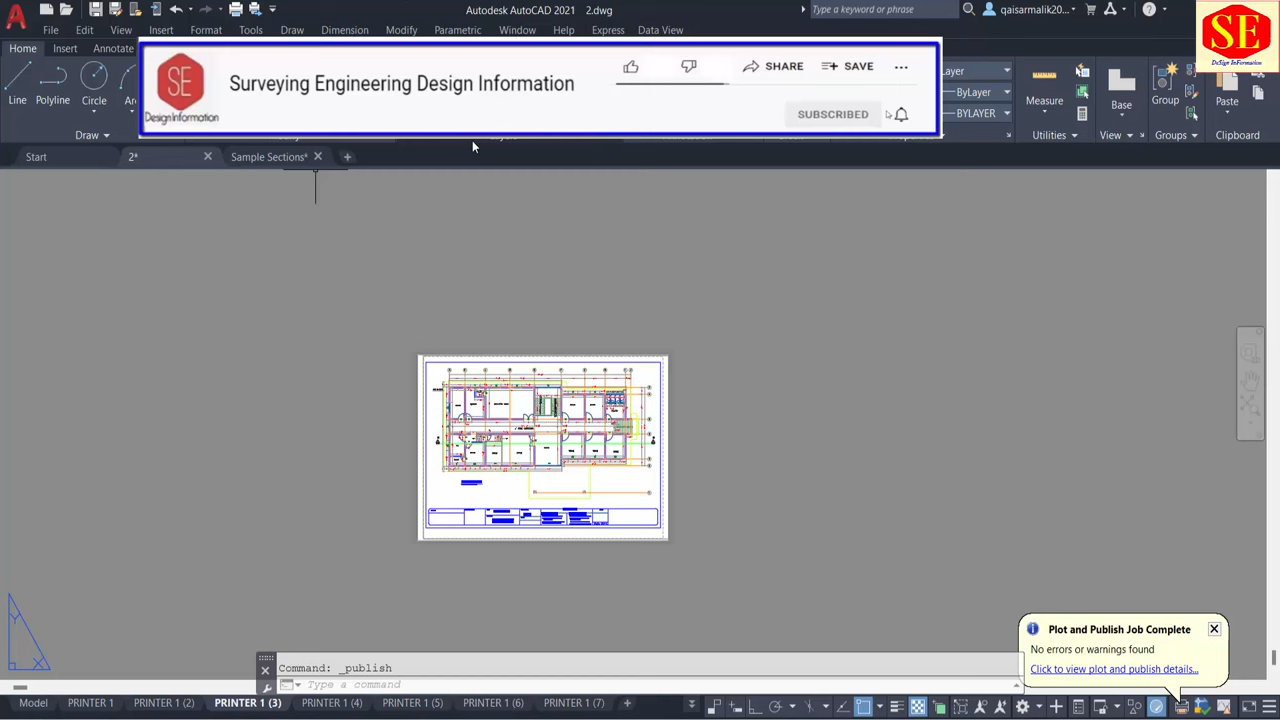 Autodesk AutoCAD 2021 2.dwg
Type a keyword or phrase
qaisarmalik20...
SE
DeSign InFormation
File
Edit
View
Insert
Format
Tools
Draw
Dimension
Modify
Parametric
Window
Help
Express
Data View
Home
Insert
Annotate
SE
Design Information
Surveying Engineering Design Information
SHARE
SAVE
SUBSCRIBED
Line
Polyline
Circle
Draw
Layer
ByLayer
BYLAYER
Measure
Utilities
Base
View
Group
Groups
Paste
Clipboard
Start
2*
Sample Sections*
Y
X
Command: _publish
Type a command
Plot and Publish Job Complete
No errors or warnings found
Click to view plot and publish details...
Model
PRINTER 1
PRINTER 1 (2)
PRINTER 1 (3)
PRINTER 1 (4)
PRINTER 1 (5)
PRINTER 1 (6)
PRINTER 1 (7)